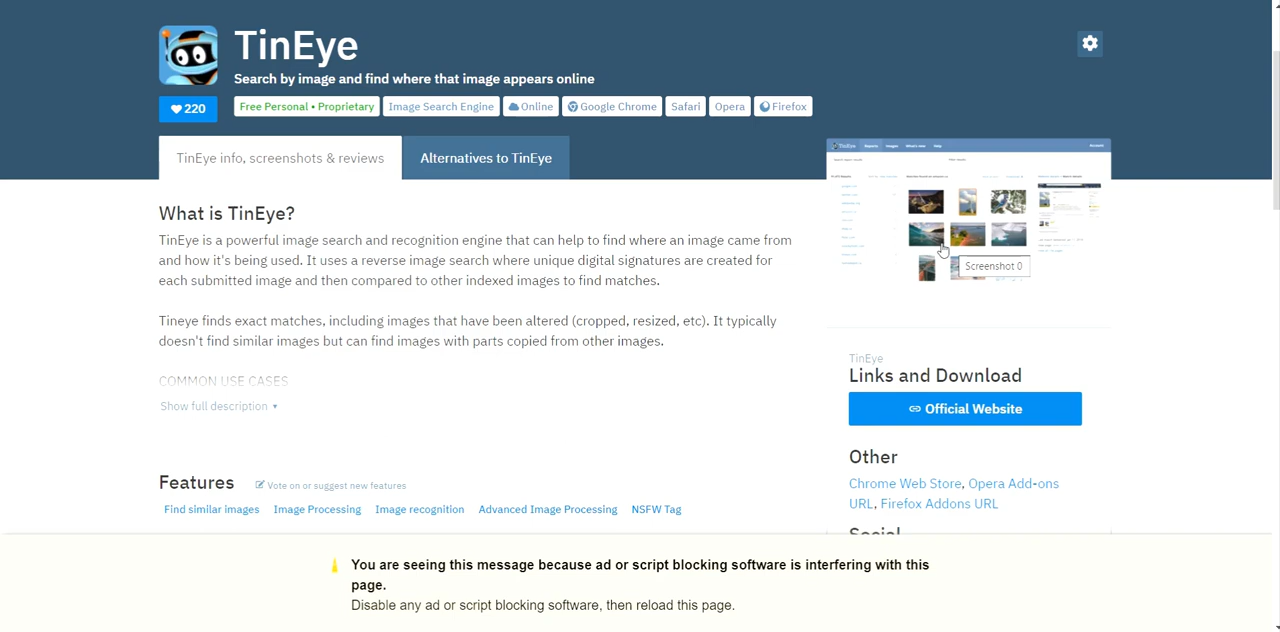 TinEye
Search by image and find where that image appears online
220
Free Personal • Proprietary
Image Search Engine
Online
Google Chrome
Safari
Opera
Firefox
TinEye info, screenshots & reviews
Alternatives to TinEye
TinEye
Reports
Images
What's new
Help
Screenshot 0
What is TinEye?
TinEye is a powerful image search and recognition engine that can help to find where an image came from
and how it's being used. It uses a reverse image search where unique digital signatures are created for
each submitted image and then compared to other indexed images to find matches.
Tineye finds exact matches, including images that have been altered (cropped, resized, etc). It typically
doesn't find similar images but can find images with parts copied from other images.
COMMON USE CASES
Show full description ▾
TinEye
Links and Download
Official Website
Other
Chrome Web Store, Opera Add-ons
URL, Firefox Addons URL
Social
Features
Vote on or suggest new features
Find similar images
Image Processing
Image recognition
Advanced Image Processing
NSFW Tag
You are seeing this message because ad or script blocking software is interfering with this
page.
Disable any ad or script blocking software, then reload this page.